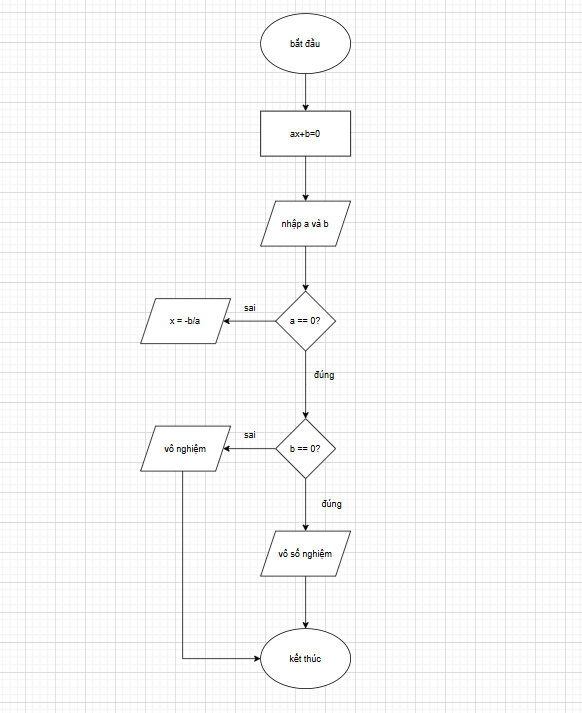 bắt đầu
ax+b=0
nhập a và b
a == 0?
sai
x = -b/a
đúng
b == 0?
sai
vô nghiệm
đúng
vô số nghiệm
kết thúc